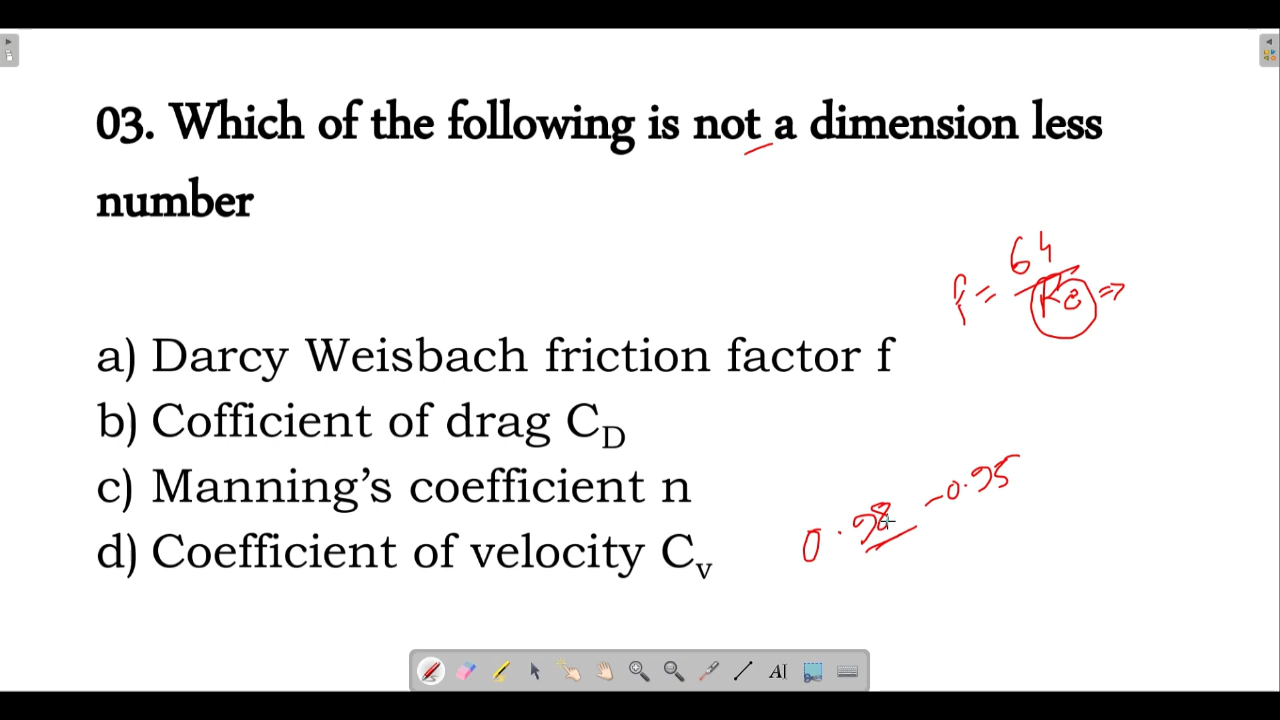 03. Which of the following is not a dimension less
number
f = 64
Re ⇒
a) Darcy Weisbach friction factor f
b) Cofficient of drag C_D
c) Manning's coefficient n
d) Coefficient of velocity C_v
0.98 - 0.95
AI